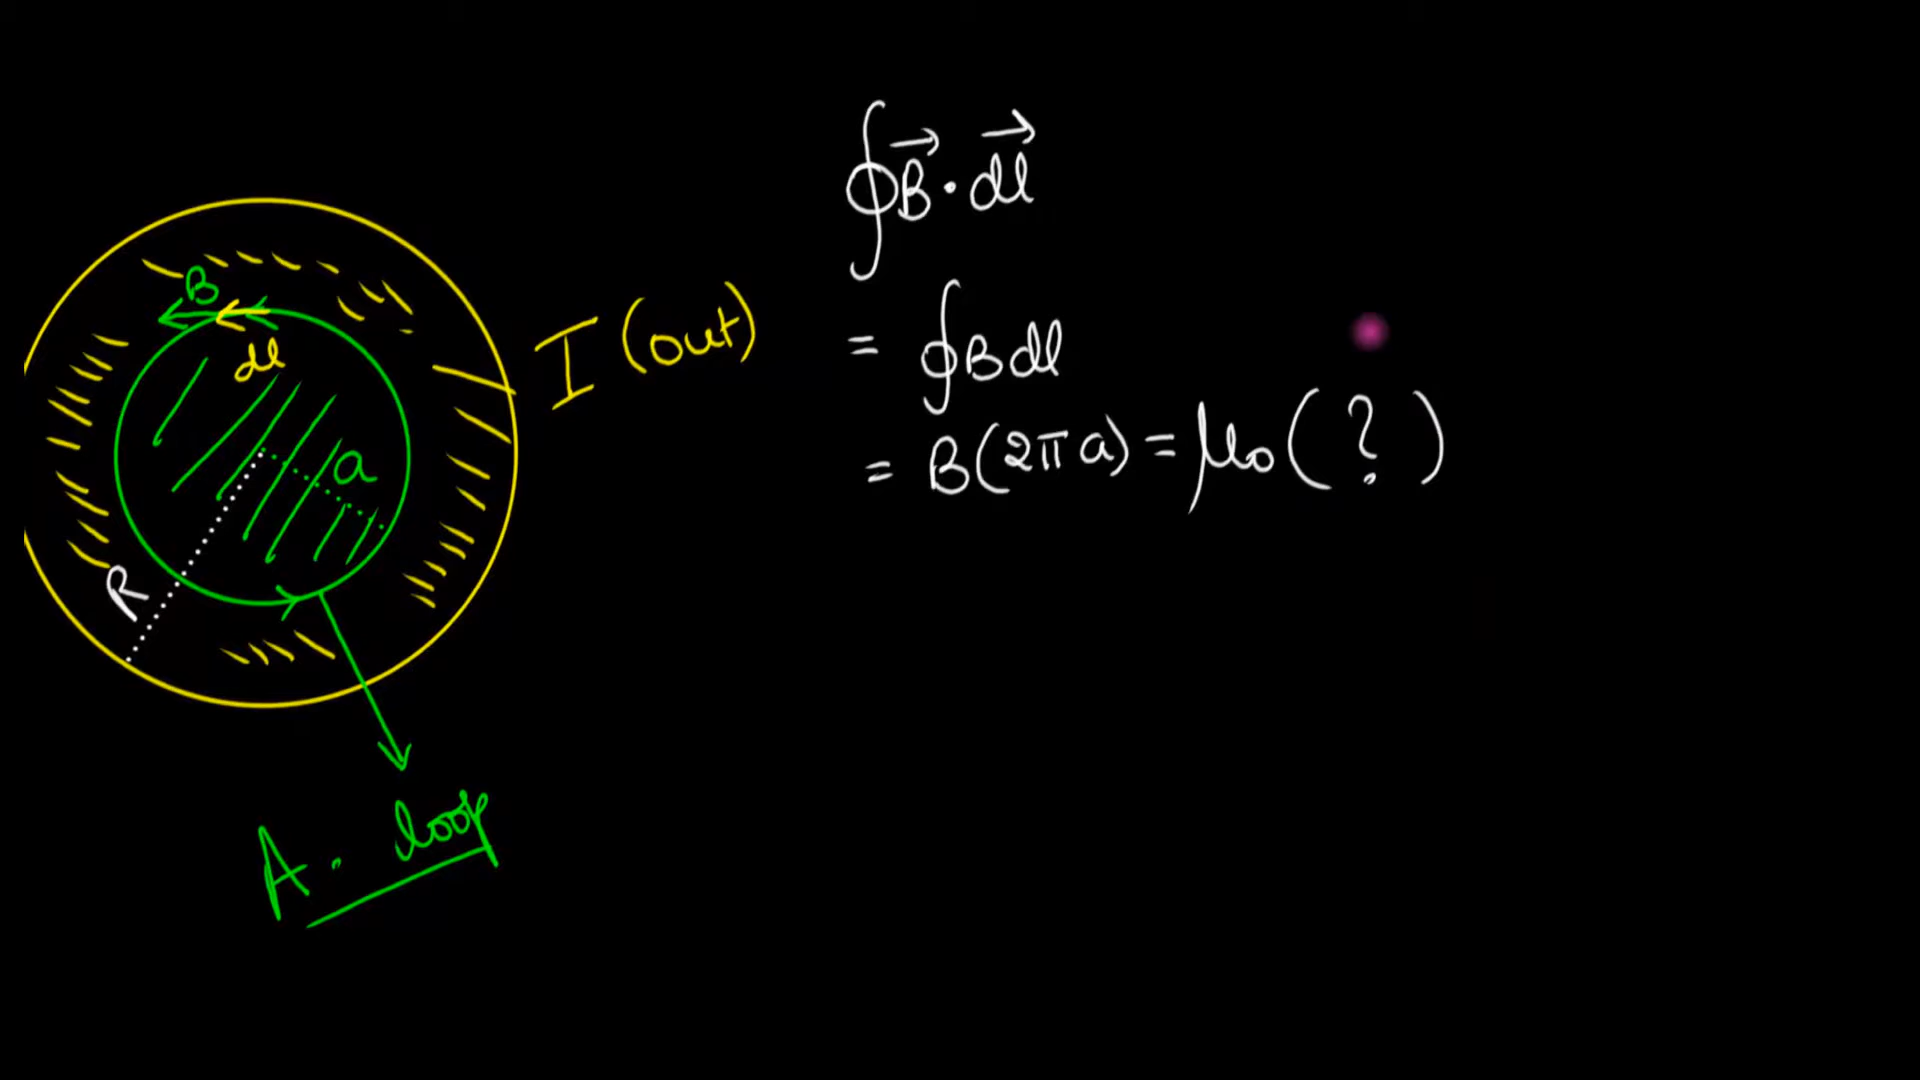 ∮B⃗·dl⃗
B
I (out)
= ∮Bdl
dl
= B(2πa) = μ₀( ? )
a
R
A. loop